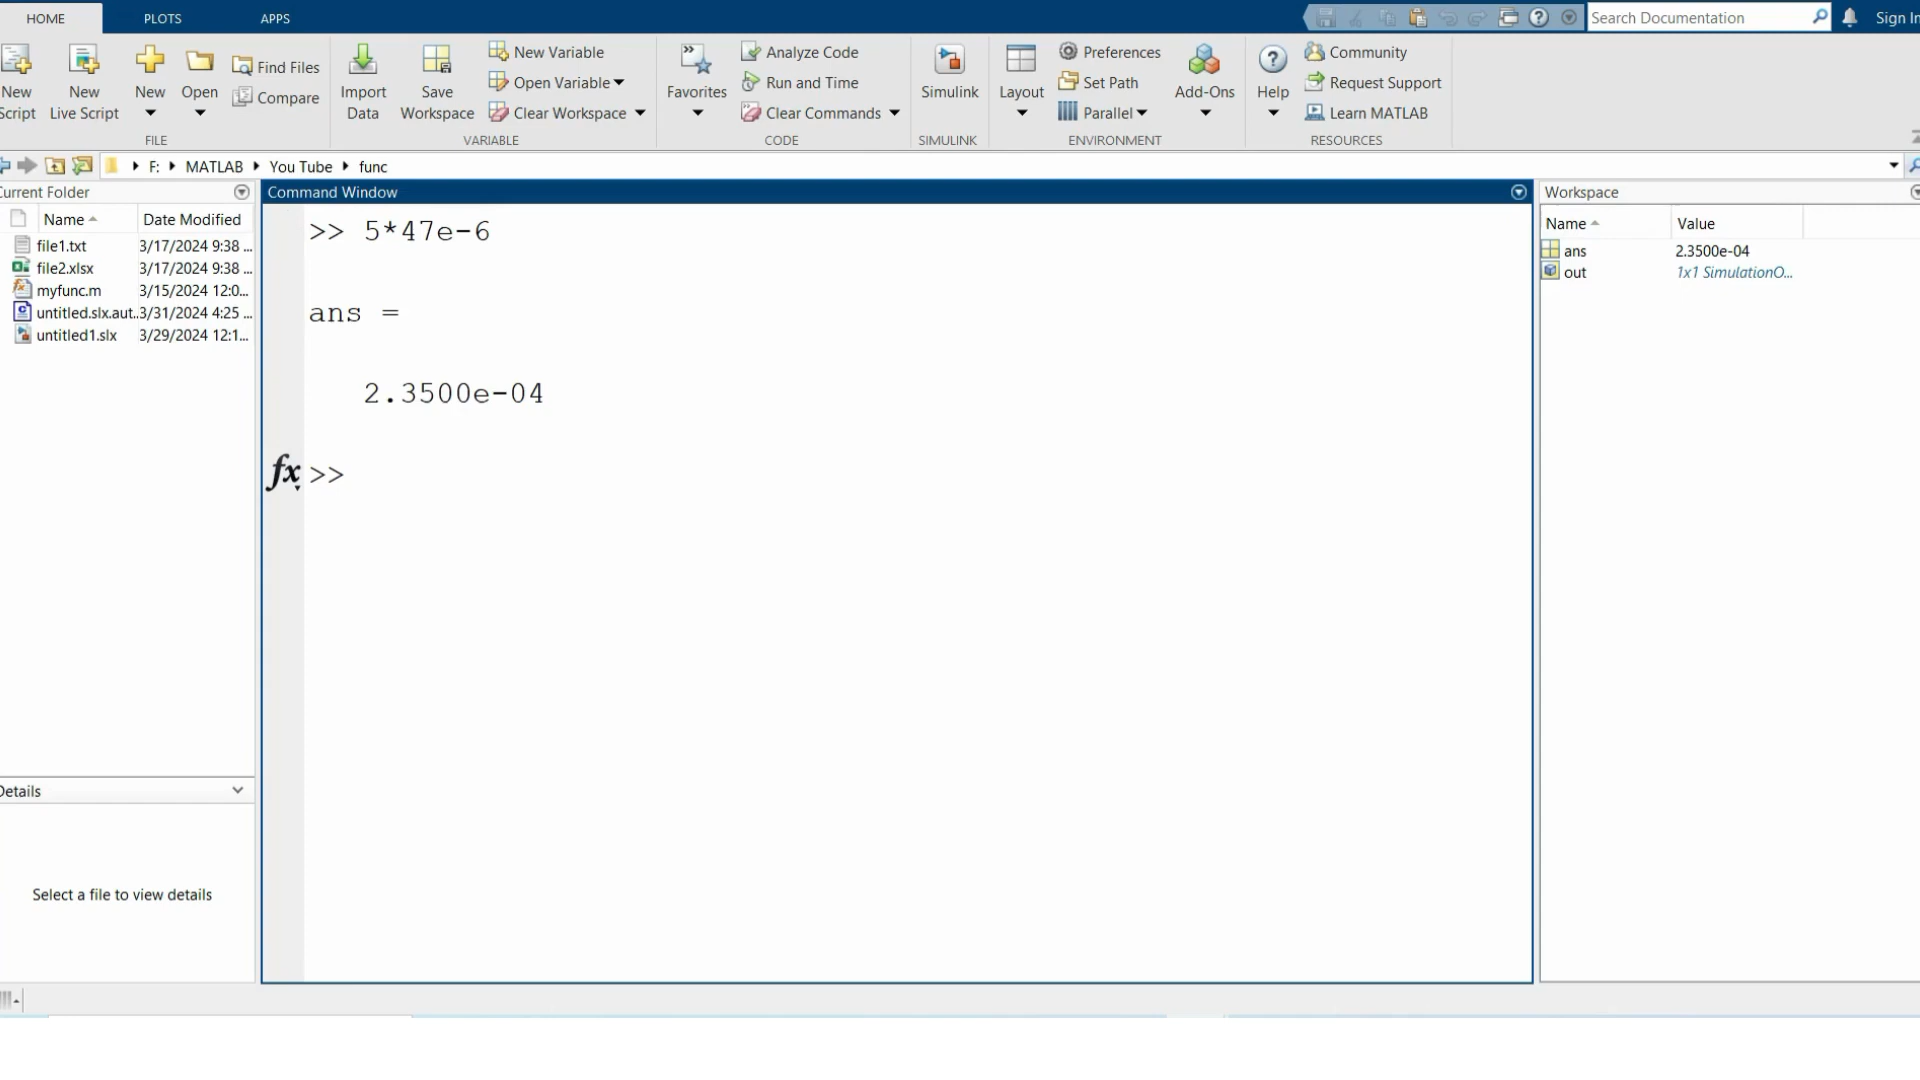 HOME PLOTS APPS Search Documentation Sign In
New Script
New Live Script
New
Open
Find Files
Compare
FILE
Import Data
Save Workspace
New Variable
Open Variable
Clear Workspace
VARIABLE
Favorites
Analyze Code
Run and Time
Clear Commands
CODE
Simulink
SIMULINK
Layout
Preferences
Set Path
Parallel
Add-Ons
ENVIRONMENT
Help
Community
Request Support
Learn MATLAB
RESOURCES
F: MATLAB You Tube func
Current Folder
Name Date Modified
file1.txt 3/17/2024 9:38 ...
file2.xlsx 3/17/2024 9:38 ...
myfunc.m 3/15/2024 12:0...
untitled.slx.aut... 3/31/2024 4:25 ...
untitled1.slx 3/29/2024 12:1...
Details
Select a file to view details
Command Window
>> 5*47e-6
ans =
2.3500e-04
fx >>
Workspace
Name Value
ans 2.3500e-04
out 1x1 SimulationO...